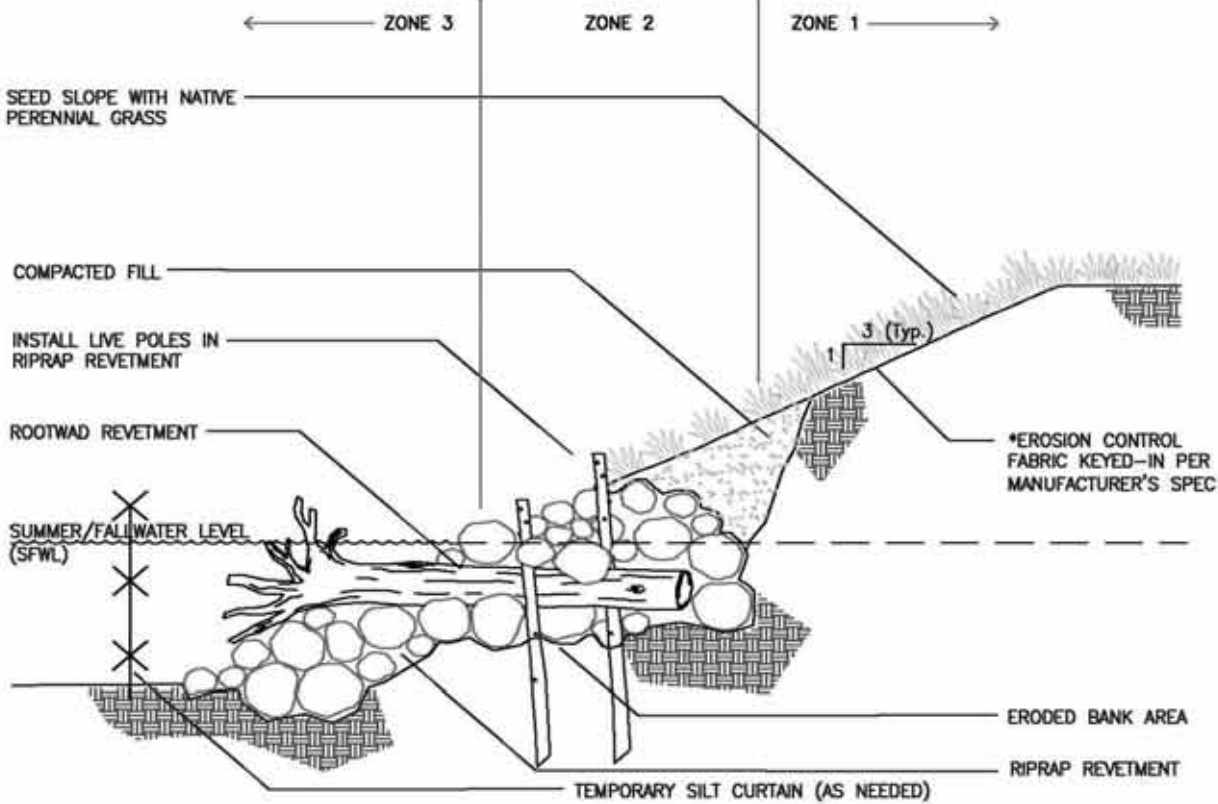 ZONE 3
ZONE 2
ZONE 1
SEED SLOPE WITH NATIVE
PERENNIAL GRASS
COMPACTED FILL
INSTALL LIVE POLES IN
RIPRAP REVETMENT
3 (Typ.)
1
ROOTWAD REVETMENT
*EROSION CONTROL
FABRIC KEYED-IN PER
MANUFACTURER'S SPEC
SUMMER/FALLWATER LEVEL
(SFWL)
ERODED BANK AREA
RIPRAP REVETMENT
TEMPORARY SILT CURTAIN (AS NEEDED)